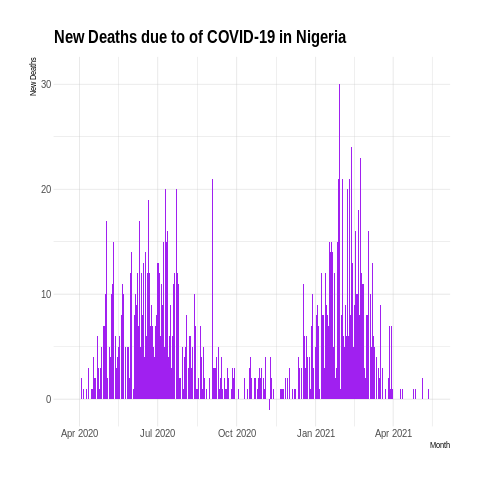 New Deaths due to of COVID-19 in Nigeria
New Deaths
30
20
10
0
Apr 2020 Jul 2020 Oct 2020 Jan 2021 Apr 2021
Month